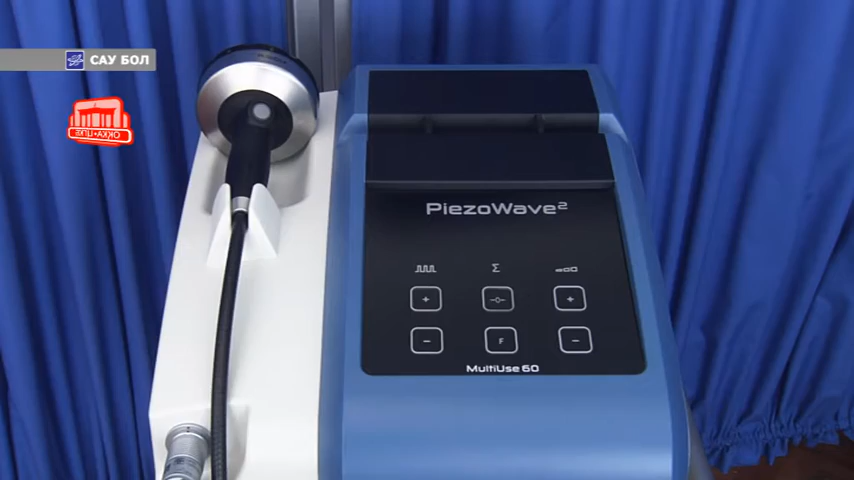 САУ БОЛ
PiezoWave²
Σ
+ +
− F −
MultiUse 60